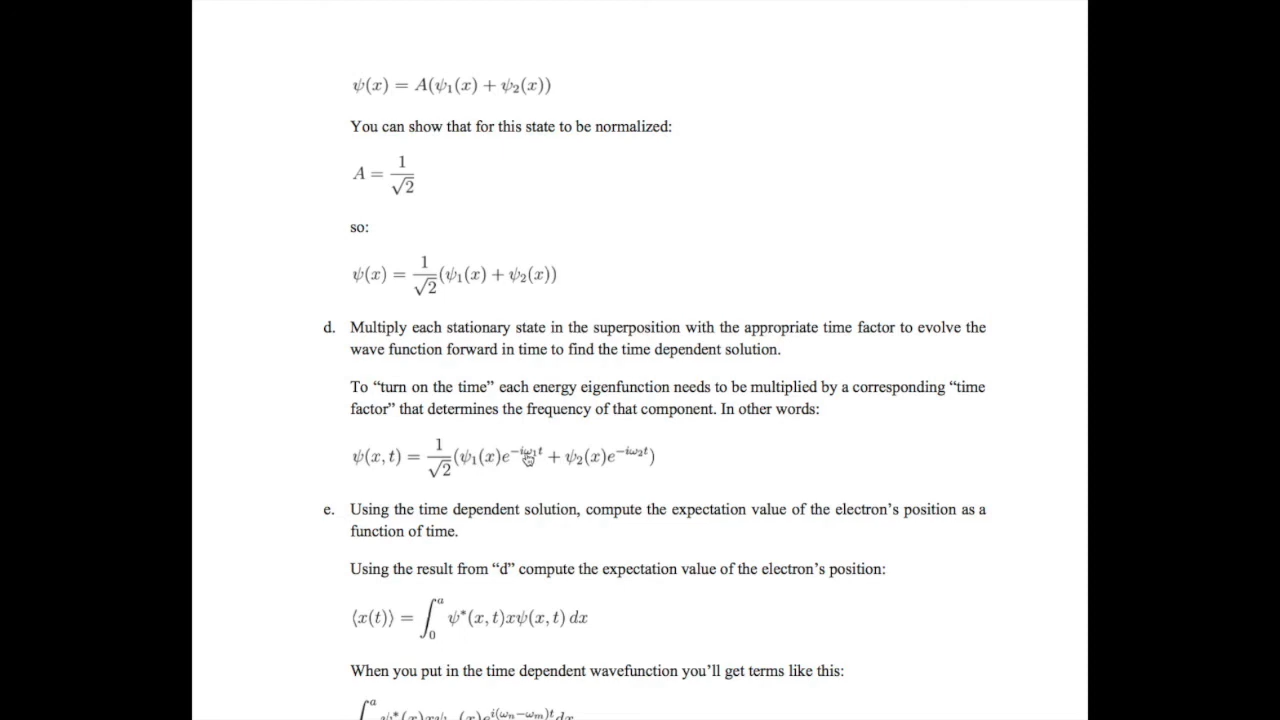 ψ(x) = A(ψ₁(x) + ψ₂(x))
You can show that for this state to be normalized:
A = 1/√2
so:
ψ(x) = 1/√2 (ψ₁(x) + ψ₂(x))
d. Multiply each stationary state in the superposition with the appropriate time factor to evolve the
wave function forward in time to find the time dependent solution.
To “turn on the time” each energy eigenfunction needs to be multiplied by a corresponding “time
factor” that determines the frequency of that component. In other words:
ψ(x, t) = 1/√2 (ψ₁(x)e^{−iω₁t} + ψ₂(x)e^{−iω₂t})
e. Using the time dependent solution, compute the expectation value of the electron’s position as a
function of time.
Using the result from “d” compute the expectation value of the electron’s position:
⟨x(t)⟩ = ∫₀ᵃ ψ*(x, t)xψ(x, t) dx
When you put in the time dependent wavefunction you’ll get terms like this: